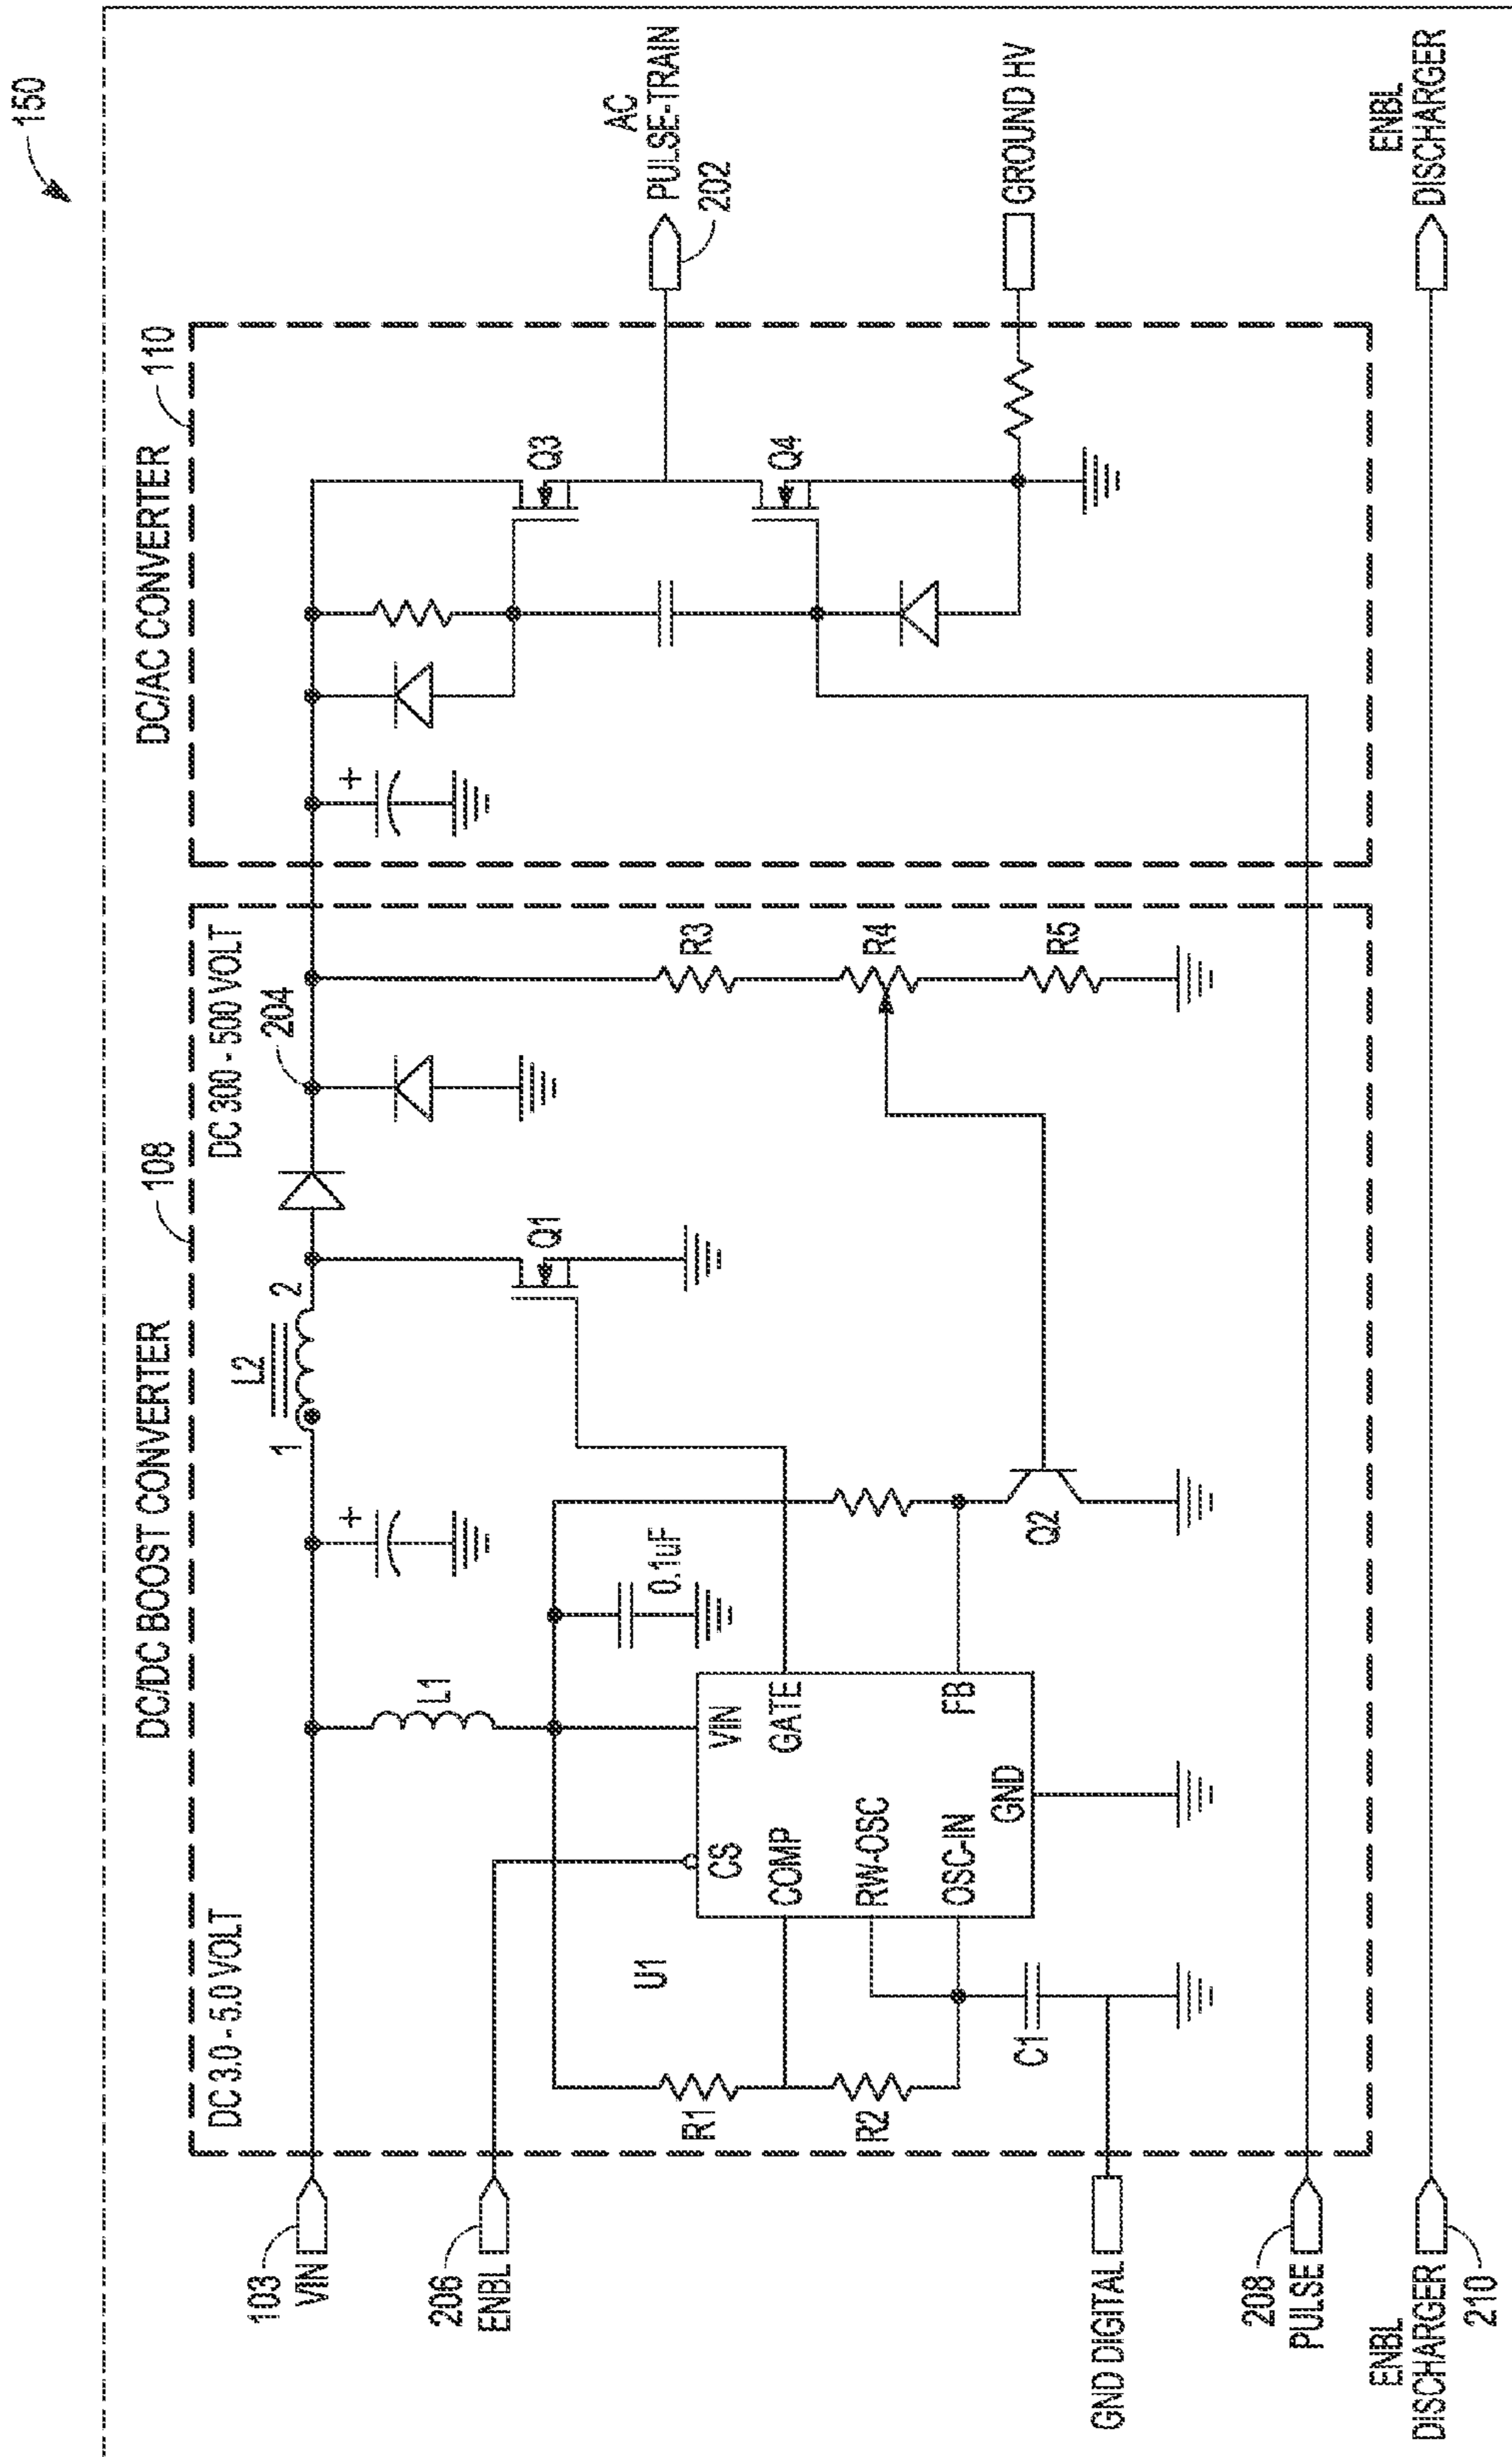 150
DC/DC BOOST CONVERTER
108
DC/AC CONVERTER
110
DC 3.0 - 5.0 VOLT
DC 300 - 500 VOLT
204
103
VIN
1
L2
2
+
+
L1
Q1
Q3
206
ENBL
0.1uF
U1
CS
VIN
COMP
GATE
RW-OSC
OSC-IN
FB
GND
R1
R2
C1
Q2
R3
R4
R5
Q4
AC
PULSE-TRAIN
202
GROUND HV
GND DIGITAL
208
PULSE
ENBL
DISCHARGER
210
ENBL
DISCHARGER